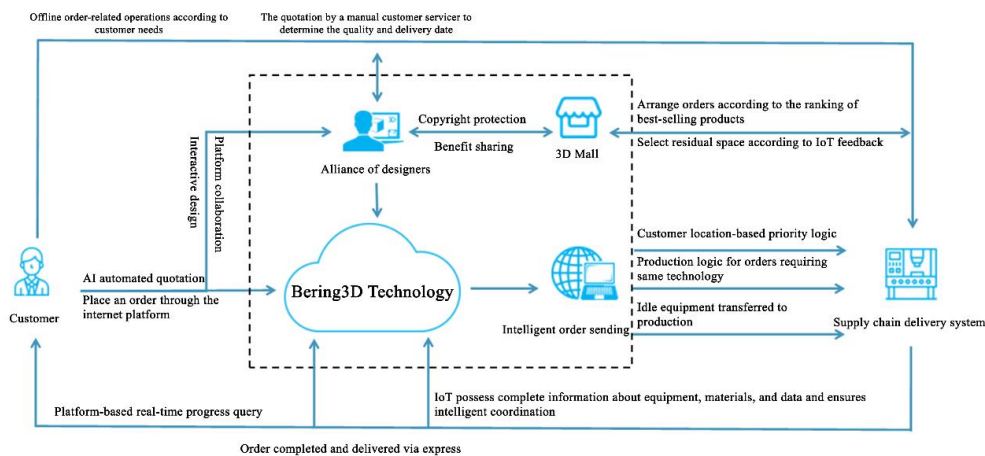 Offline order-related operations according to
customer needs
The quotation by a manual customer servicer to
determine the quality and delivery date
Interactive design
Platform collaboration
Alliance of designers
Copyright protection
Benefit sharing
3D Mall
Arrange orders according to the ranking of
best-selling products
Select residual space according to IoT feedback
Customer
AI automated quotation
Place an order through the
internet platform
Bering3D Technology
Intelligent order sending
Customer location-based priority logic
Production logic for orders requiring
same technology
Idle equipment transferred to
production
Supply chain delivery system
Platform-based real-time progress query
IoT possess complete information about equipment, materials, and data and ensures
intelligent coordination
Order completed and delivered via express